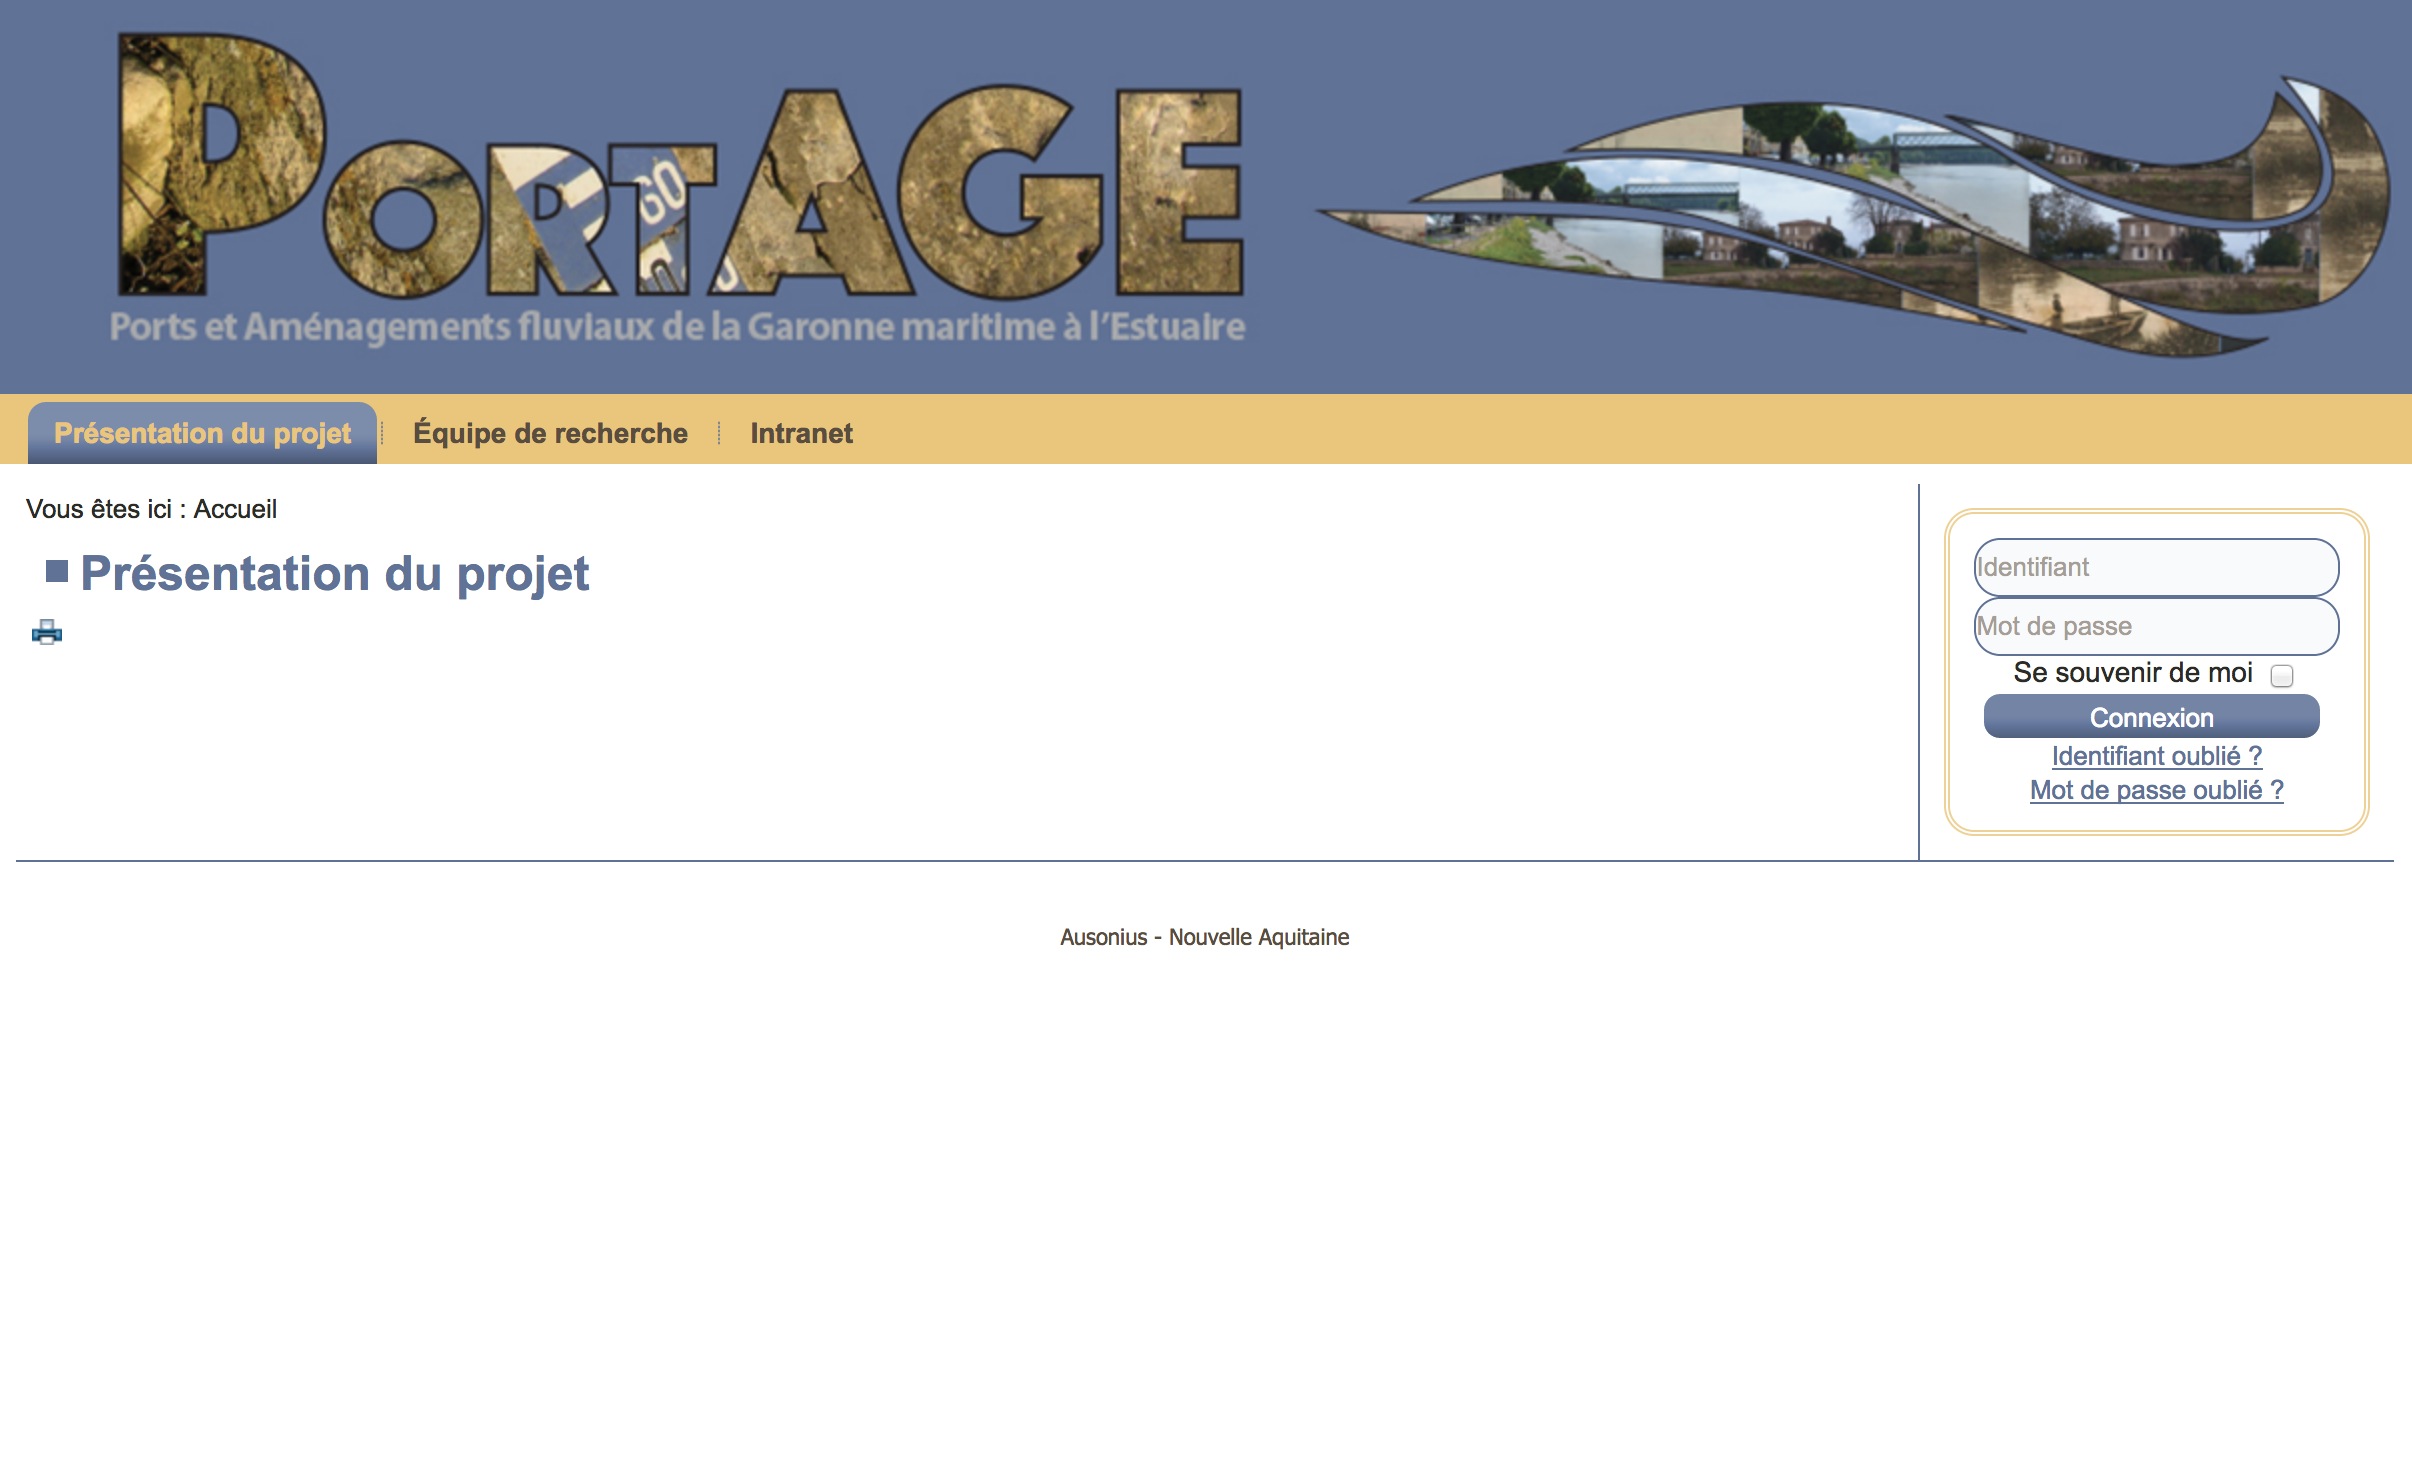 PORTAGE
Ports et Aménagements fluviaux de la Garonne maritime à l'Estuaire
Présentation du projet
Équipe de recherche
Intranet
Vous êtes ici : Accueil
Présentation du projet
Identifiant
Mot de passe
Se souvenir de moi
Connexion
Identifiant oublié ?
Mot de passe oublié ?
Ausonius - Nouvelle Aquitaine